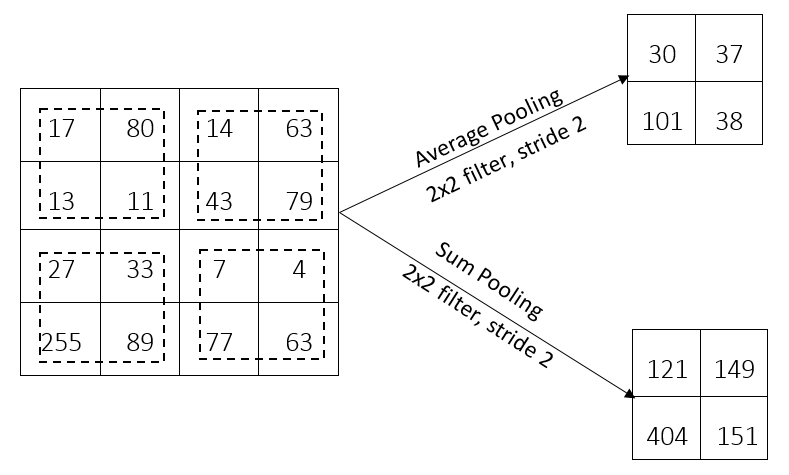 30 37
101 38
17 80 14 63
13 11 43 79
27 33 7 4
255 89 77 63
Average Pooling
2x2 filter, stride 2
Sum Pooling
2x2 filter, stride 2
121 149
404 151